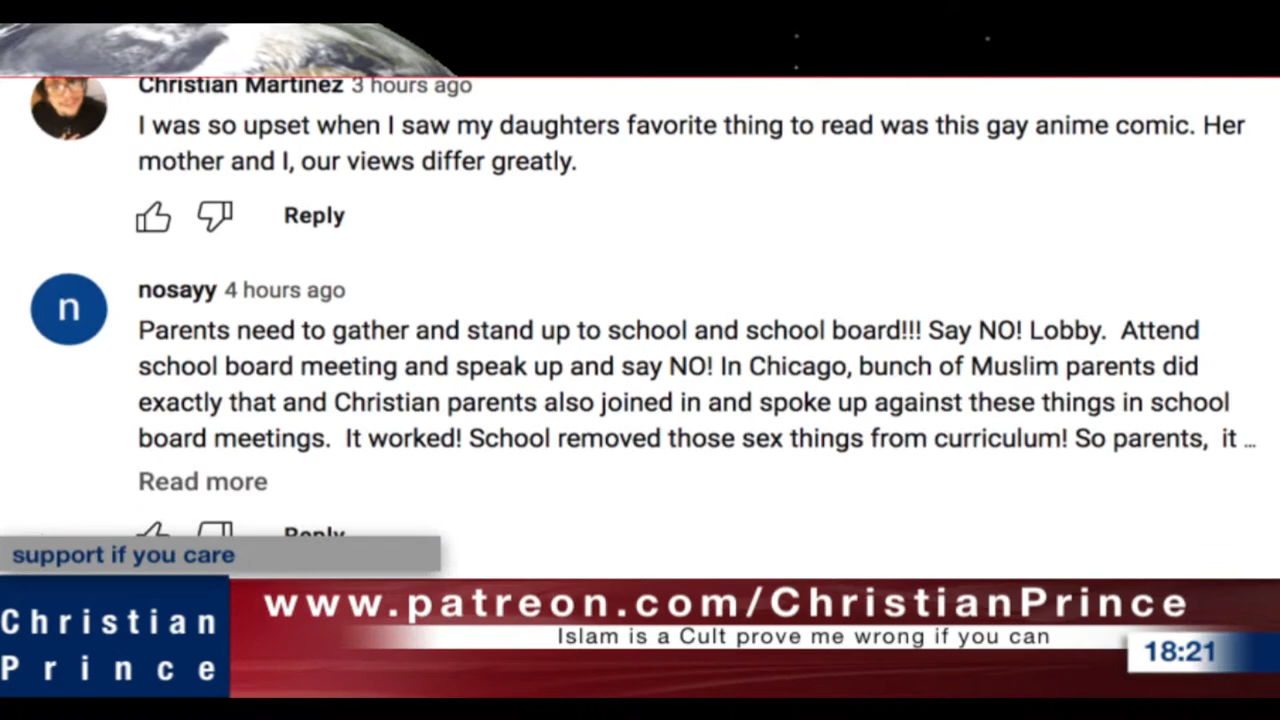 Christian Martinez 3 hours ago
I was so upset when I saw my daughters favorite thing to read was this gay anime comic. Her
mother and I, our views differ greatly.
Reply
n
nosayy 4 hours ago
Parents need to gather and stand up to school and school board!!! Say NO! Lobby. Attend
school board meeting and speak up and say NO! In Chicago, bunch of Muslim parents did
exactly that and Christian parents also joined in and spoke up against these things in school
board meetings. It worked! School removed those sex things from curriculum! So parents, it ...
Read more
Reply
support if you care
Christian
Prince
www.patreon.com/ChristianPrince
Islam is a Cult prove me wrong if you can
18:21